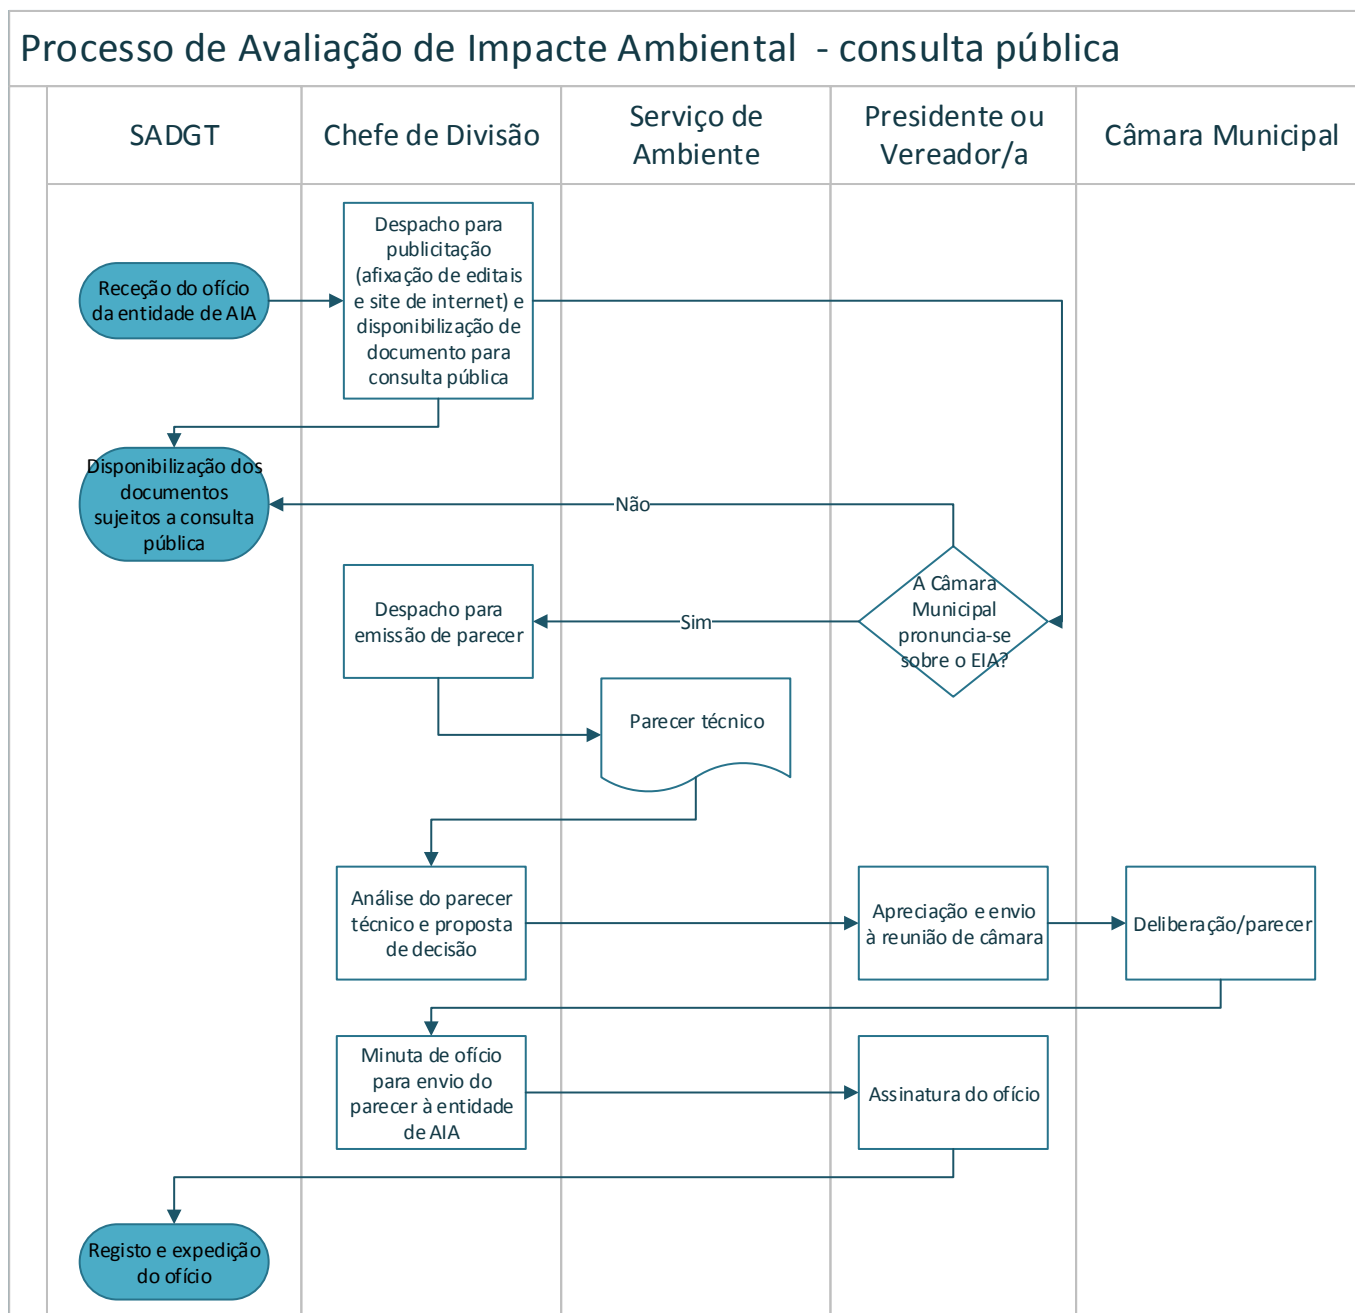 Processo de Avaliação de Impacte Ambiental - consulta pública
SADGT
Chefe de Divisão
Serviço de
Ambiente
Presidente ou
Vereador/a
Câmara Municipal
Despacho para
publicitação
(afixação de editais
e site de internet) e
disponibilização de
documento para
consulta pública
Receção do ofício
da entidade de AIA
Disponibilização dos
documentos
sujeitos a consulta
pública
Não
A Câmara
Municipal
pronuncia-se
sobre o EIA?
Despacho para
emissão de parecer
Sim
Parecer técnico
Análise do parecer
técnico e proposta
de decisão
Apreciação e envio
à reunião de câmara
Deliberação/parecer
Minuta de ofício
para envio do
parecer à entidade
de AIA
Assinatura do ofício
Registo e expedição
do ofício